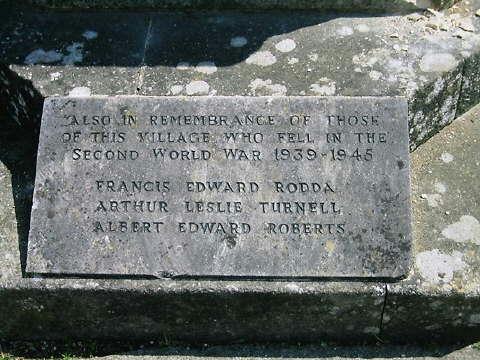 ALSO IN REMEMBRANCE OF THOSE
OF THIS VILLAGE WHO FELL IN THE
SECOND WORLD WAR 1939-1945
FRANCIS EDWARD RODDA
ARTHUR LESLIE TURNELL
ALBERT EDWARD ROBERTS